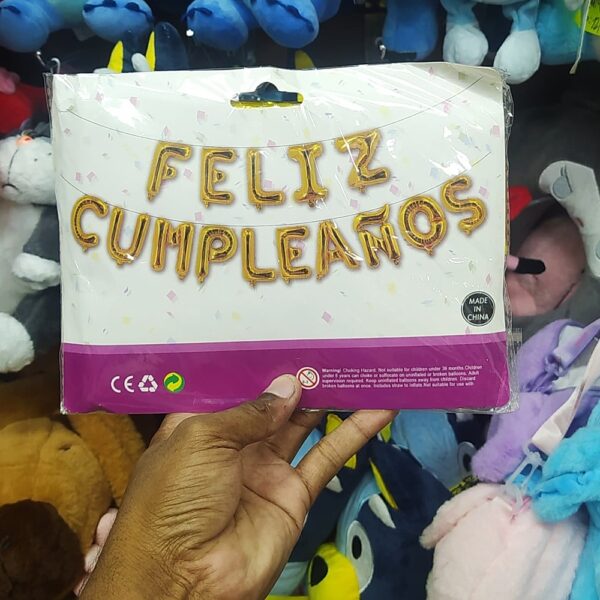 FELIZ
CUMPLEAÑOS
MADE
IN
CHINA
CE
Warning! Choking Hazard. Not suitable for children under 36 months Children
under 8 years can choke or suffocate on uninflated or broken balloons. Adult
supervision required. Keep uninflated balloons away from children. Discard
broken balloons at once. Includes straw to inflate Not suitable for use with
0-3